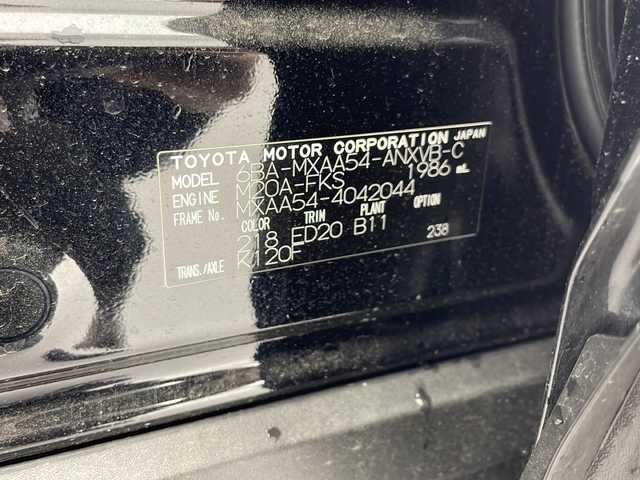 TOYOTA MOTOR CORPORATION JAPAN
MODEL 6BA-MXAA54-ANXVB-C
ENGINE M20A-FKS 1986 mL
FRAME No. MXAA54-4042044
COLOR TRIM PLANT OPTION
218 ED20 B11 238
TRANS./AXLE K120F